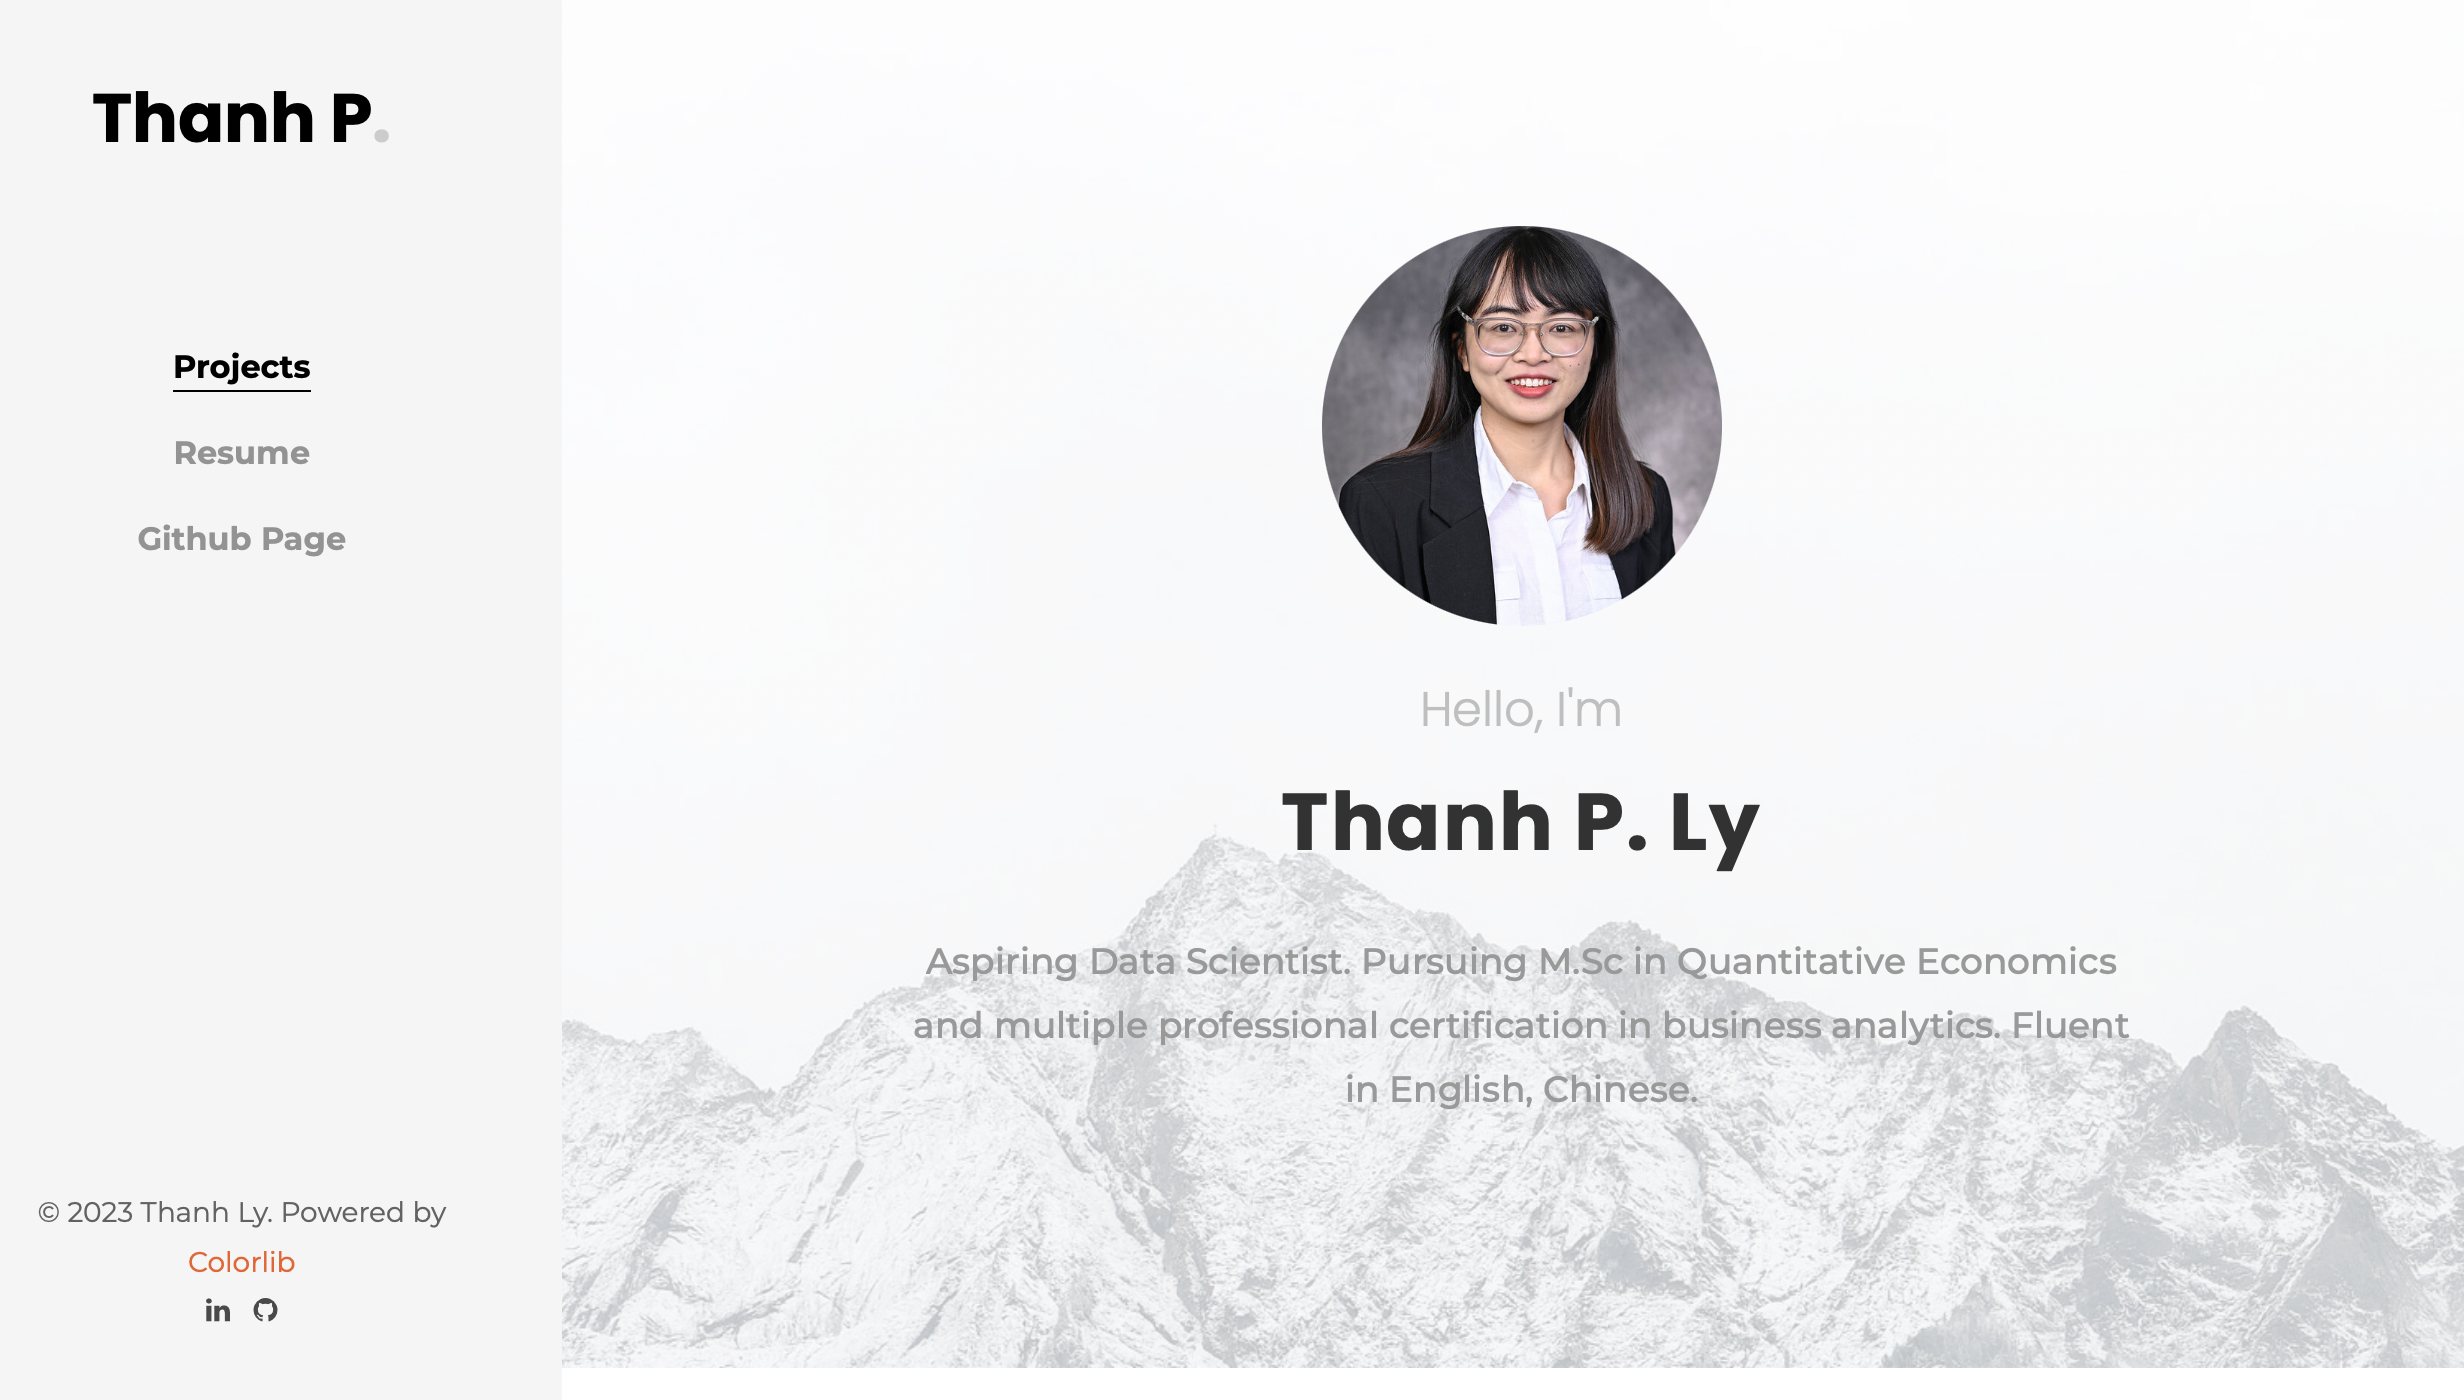 Thanh P.
Projects
Resume
Github Page
© 2023 Thanh Ly. Powered by
Colorlib
Hello, I'm
Thanh P. Ly
Aspiring Data Scientist. Pursuing M.Sc in Quantitative Economics
and multiple professional certification in business analytics. Fluent
in English, Chinese.